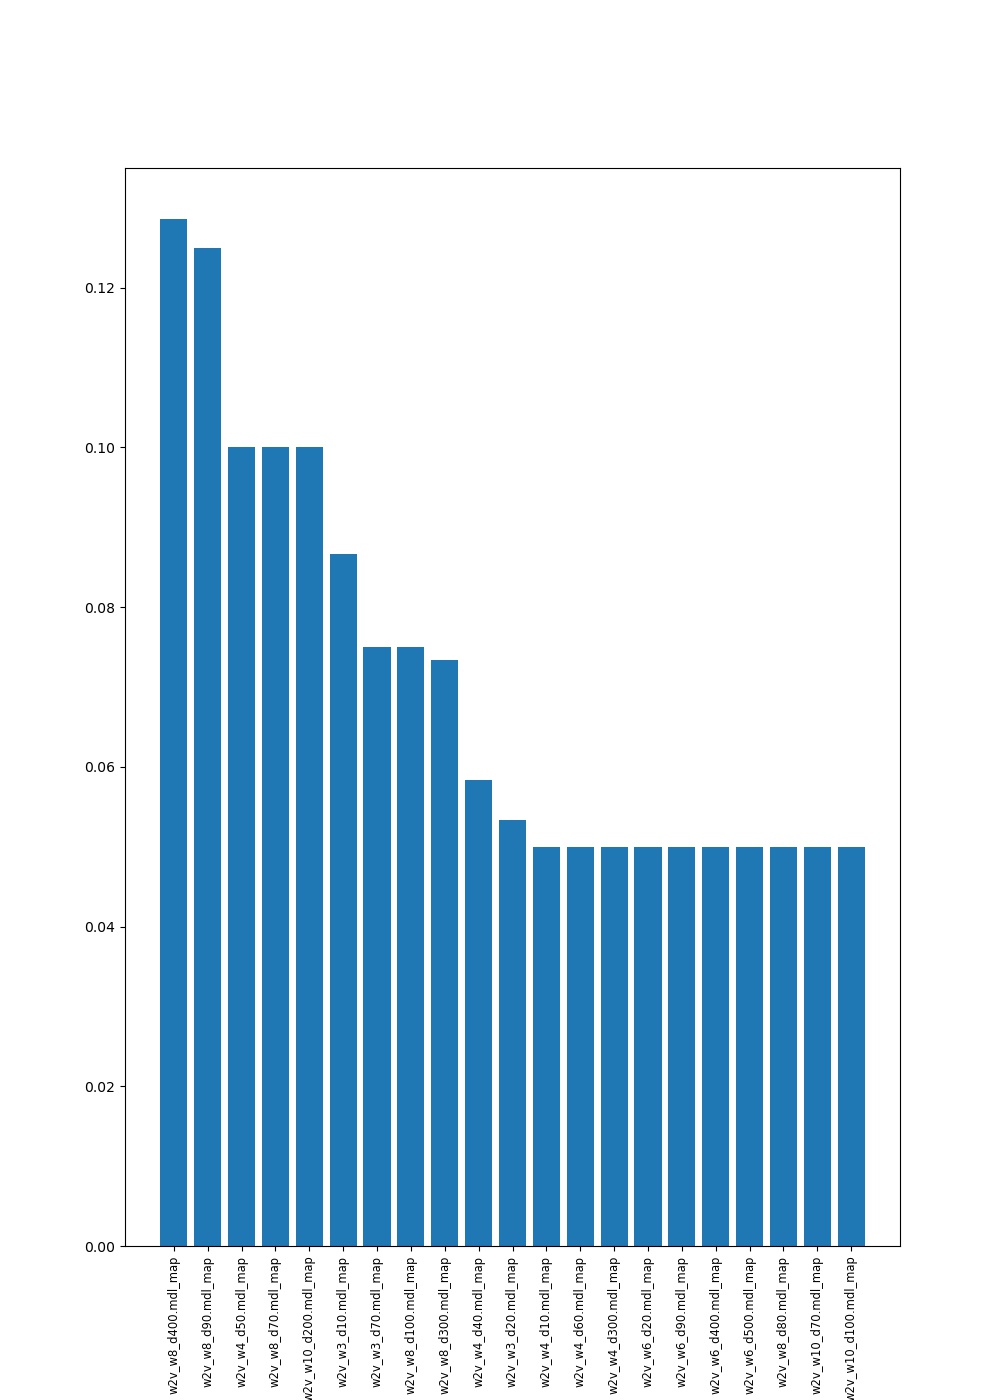 0.12
0.10
0.08
0.06
0.04
0.02
0.00
w2v_w8_d400.mdl_map
w2v_w8_d90.mdl_map
w2v_w4_d50.mdl_map
w2v_w8_d70.mdl_map
w2v_w10_d200.mdl_map
w2v_w3_d10.mdl_map
w2v_w3_d70.mdl_map
w2v_w8_d100.mdl_map
w2v_w8_d300.mdl_map
w2v_w4_d40.mdl_map
w2v_w3_d20.mdl_map
w2v_w4_d10.mdl_map
w2v_w4_d60.mdl_map
w2v_w4_d300.mdl_map
w2v_w6_d20.mdl_map
w2v_w6_d90.mdl_map
w2v_w6_d400.mdl_map
w2v_w6_d500.mdl_map
w2v_w8_d80.mdl_map
w2v_w10_d70.mdl_map
w2v_w10_d100.mdl_map